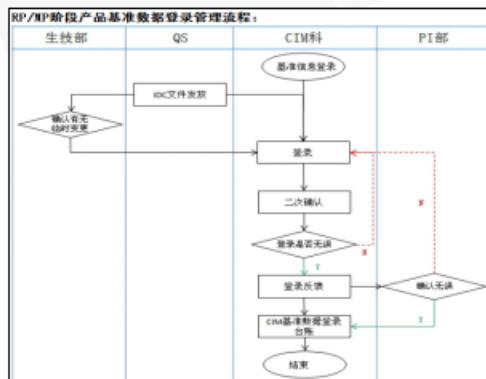 RP/MP阶段产品基准数据登录管理流程：
生技部 QS CIM科 PI部
基准信息登录
IDC文件发放
确认有无
临时变更
登录
二次确认
N
登录是否无误
N
Y
登录反馈
确认无误
CIM基准数据登录
台账
Y
结束